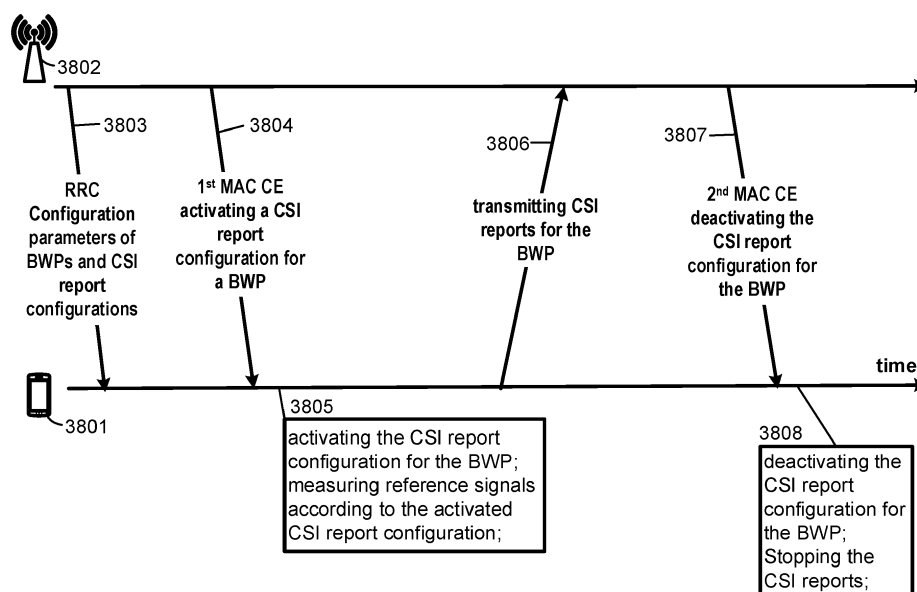 3802
3803
3804
3806
3807
RRC
Configuration
parameters of
BWPs and CSI
report
configurations
1st MAC CE
activating a CSI
report
configuration for
a BWP
transmitting CSI
reports for the
BWP
2nd MAC CE
deactivating the
CSI report
configuration for
the BWP
time
3801
3805
activating the CSI report
configuration for the BWP;
measuring reference signals
according to the activated
CSI report configuration;
3808
deactivating the
CSI report
configuration for
the BWP;
Stopping the
CSI reports;